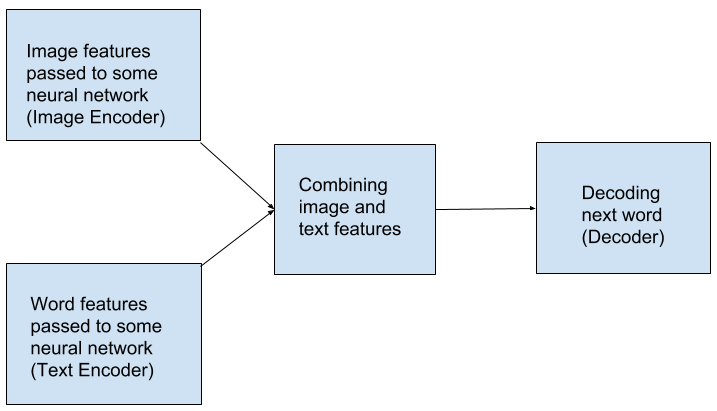 Image features
passed to some
neural network
(Image Encoder)
Combining
image and
text features
Decoding
next word
(Decoder)
Word features
passed to some
neural network
(Text Encoder)